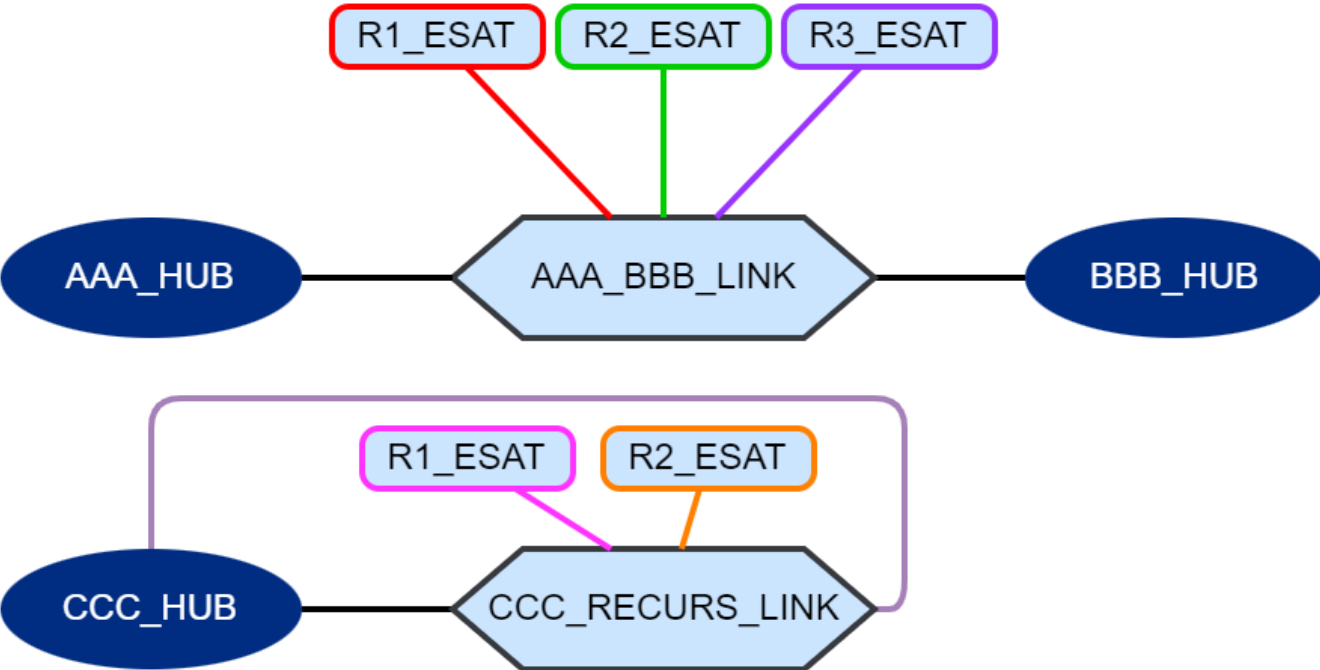 R1_ESAT
R2_ESAT
R3_ESAT
AAA_HUB
AAA_BBB_LINK
BBB_HUB
R1_ESAT
R2_ESAT
CCC_HUB
CCC_RECURS_LINK